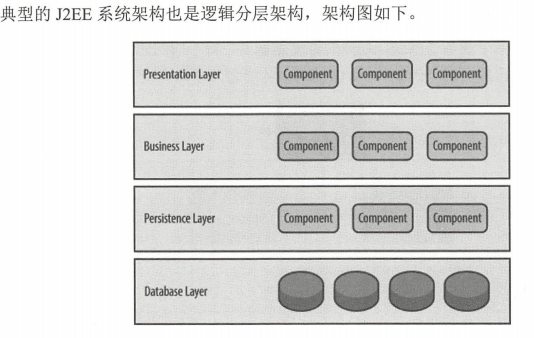 典型的 J2EE 系统架构也是逻辑分层架构，架构图如下。
Presentation Layer Component Component Component
Business Layer Component Component Component
Persistence Layer Component Component Component
Database Layer